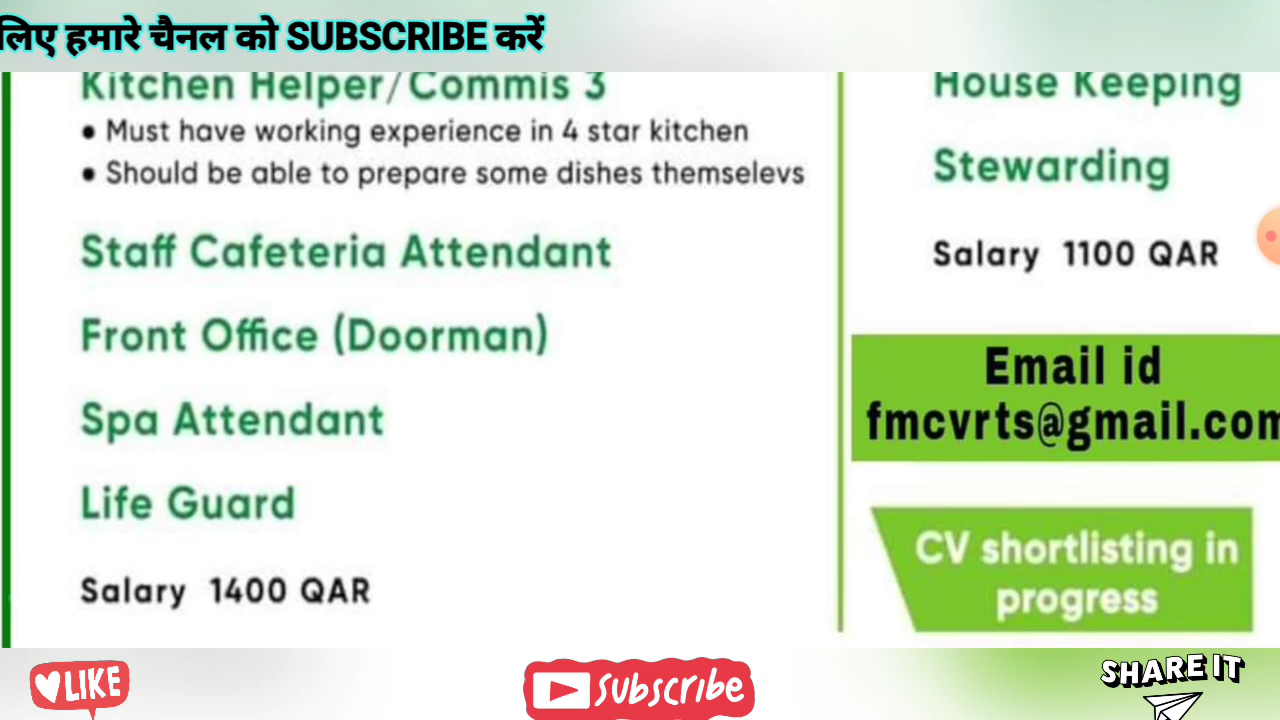 लिए हमारे चैनल को SUBSCRIBE करें
Kitchen Helper/Commis 3
• Must have working experience in 4 star kitchen
• Should be able to prepare some dishes themselevs
Staff Cafeteria Attendant
Front Office (Doorman)
Spa Attendant
Life Guard
Salary 1400 QAR
House Keeping
Stewarding
Salary 1100 QAR
Email id
fmcvrts@gmail.com
CV shortlisting in
progress
LIKE
Subscribe
SHARE IT